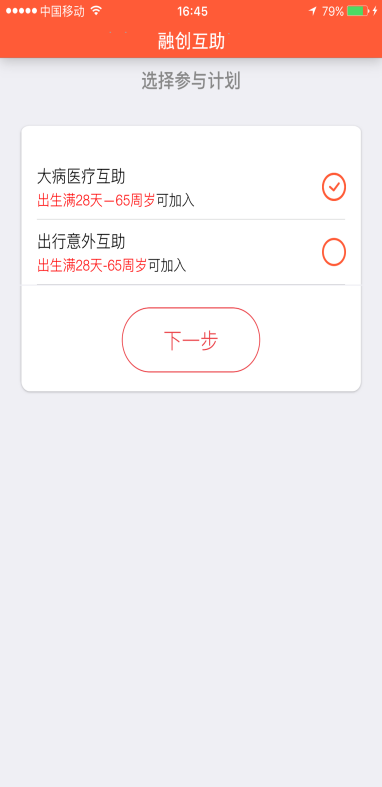 中国移动 16:45 79%
融创互助
选择参与计划
大病医疗互助
出生满28天—65周岁可加入
出行意外互助
出生满28天-65周岁可加入
下一步